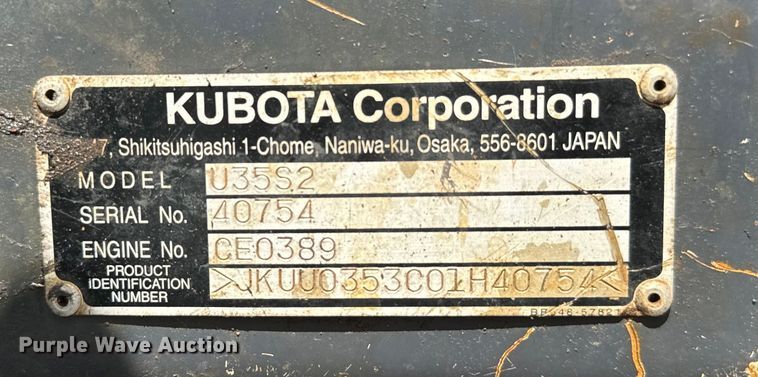 KUBOTA Corporation
47, Shikitsuhigashi 1-Chome, Naniwa-ku, Osaka, 556-8601 JAPAN
MODEL U35S2
SERIAL No. 40754
ENGINE No. CE0389
PRODUCT
IDENTIFICATION
NUMBER
>JKUU0353C01H40754<
Purple Wave Auction